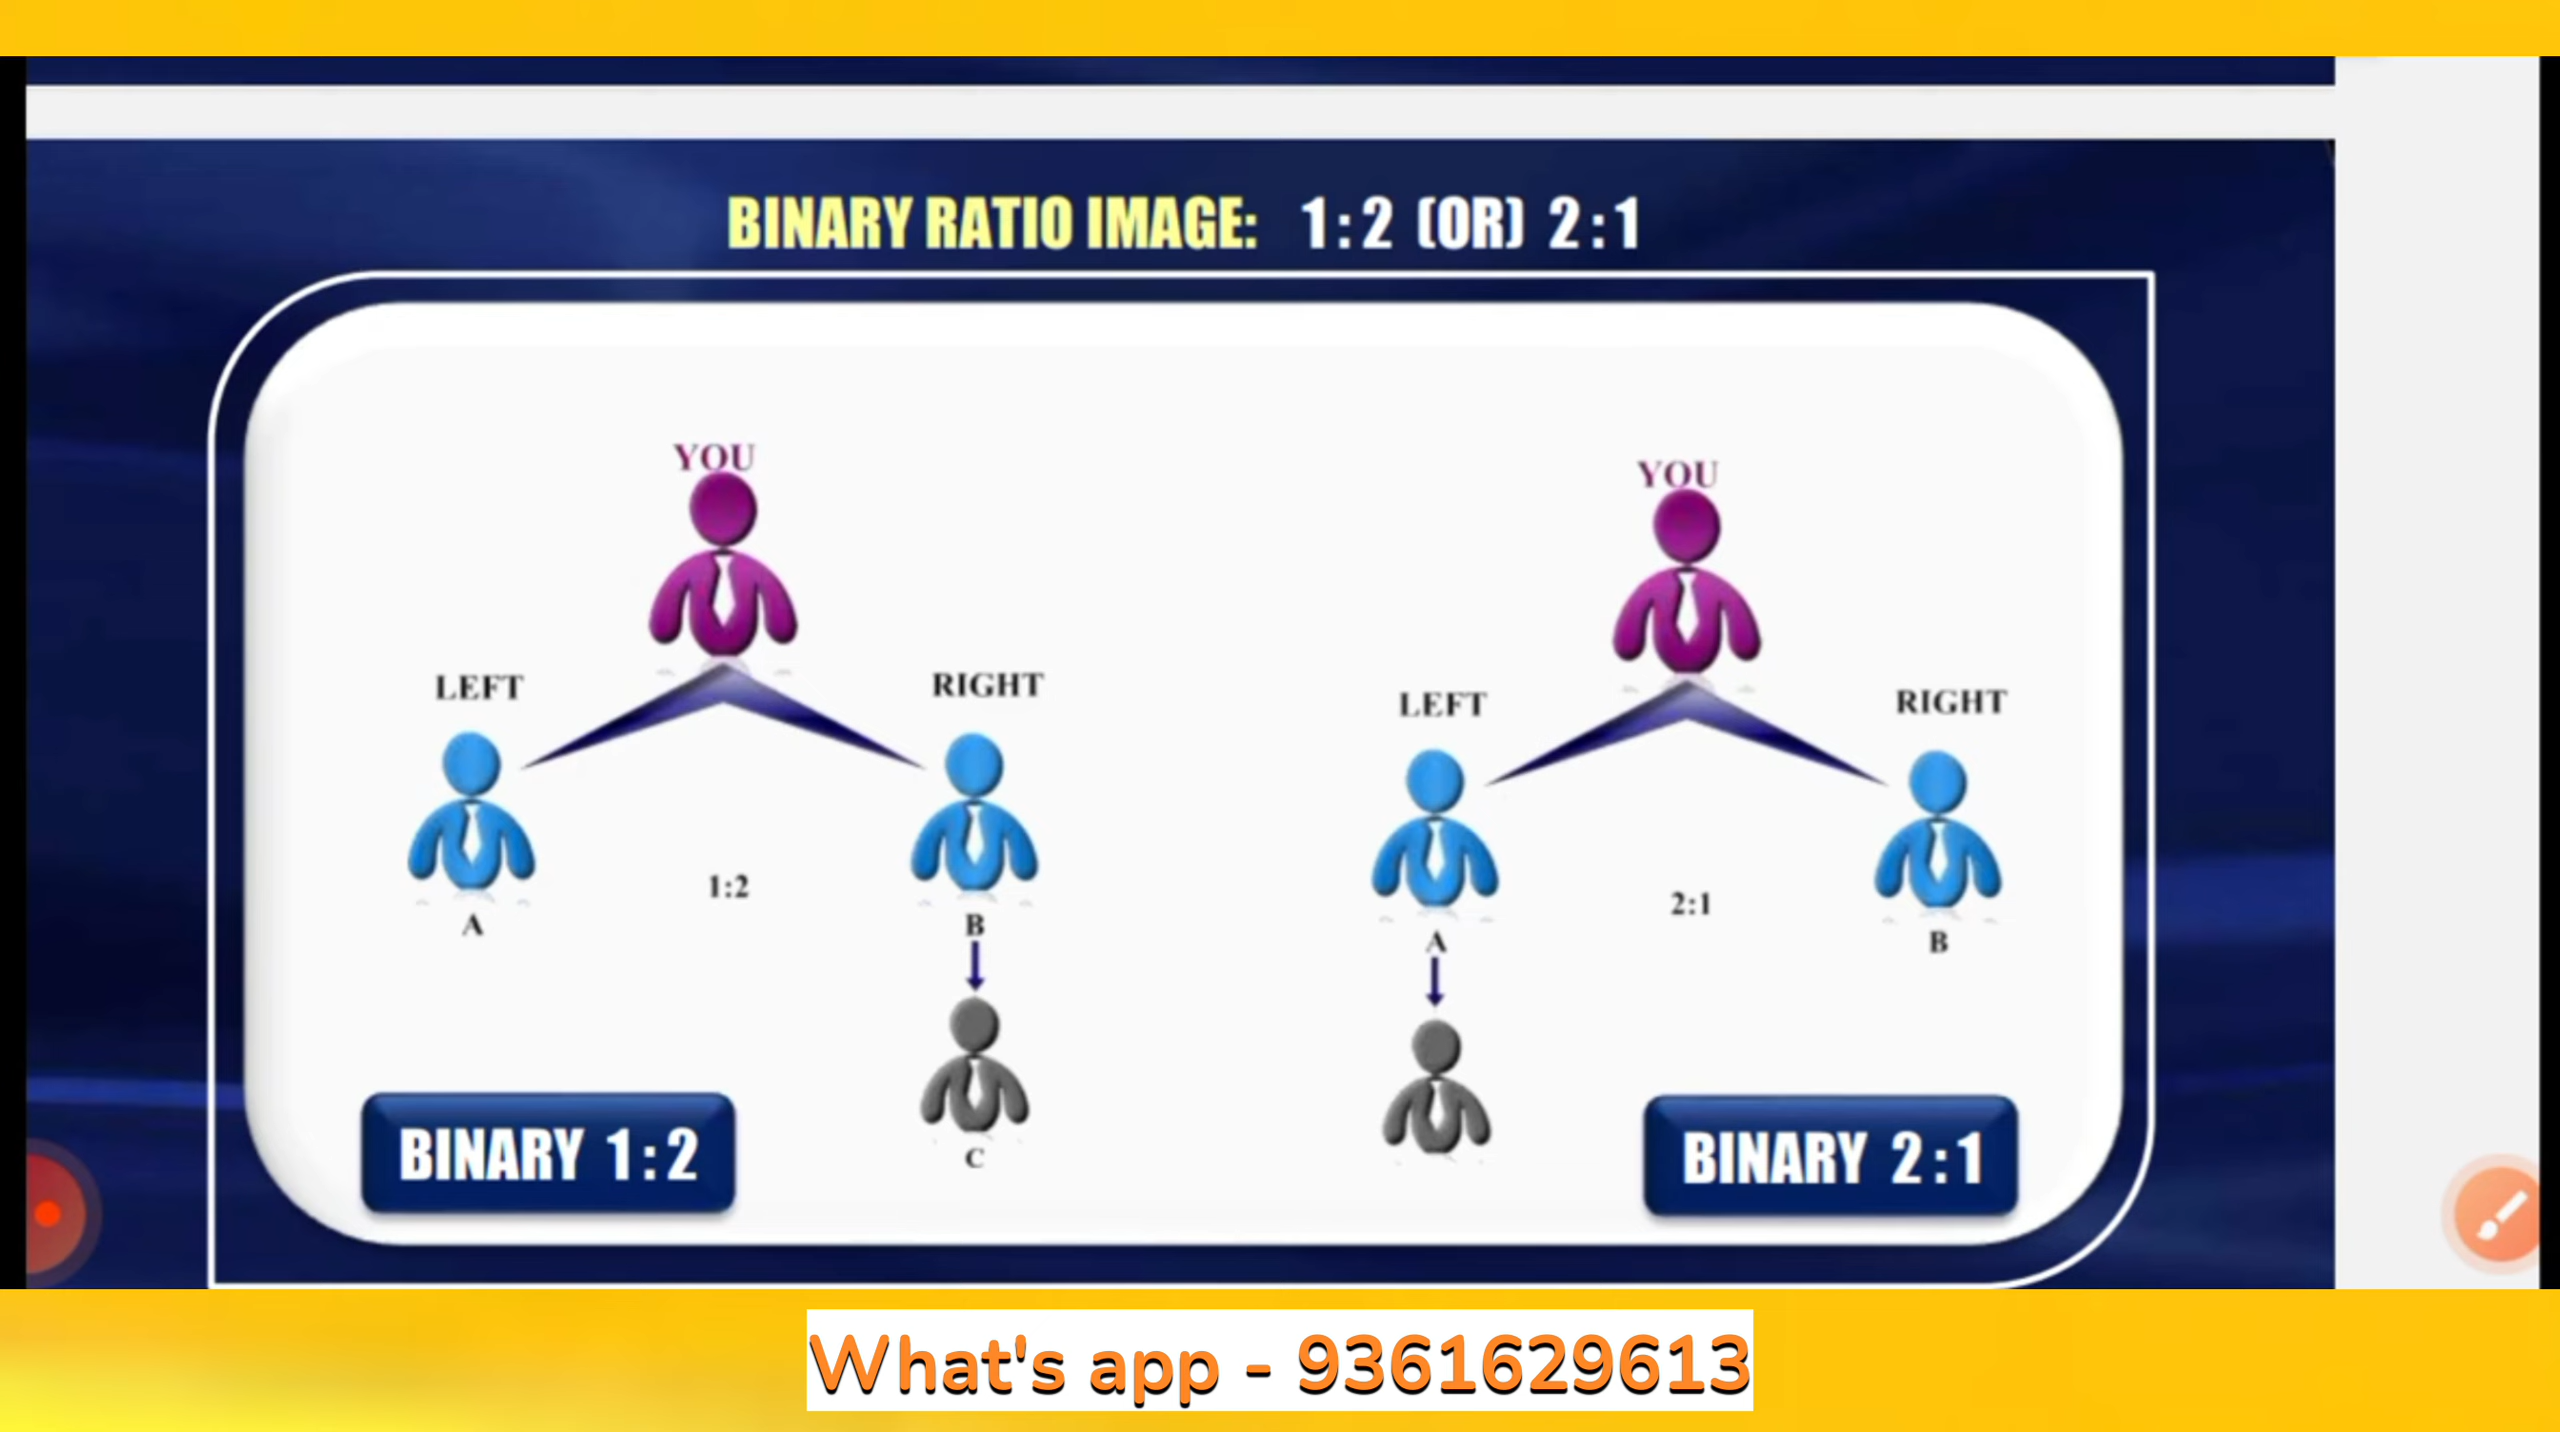 BINARY RATIO IMAGE: 1:2 (OR) 2:1
YOU
LEFT
RIGHT
A
1:2
B
C
BINARY 1:2
YOU
LEFT
RIGHT
A
2:1
B
BINARY 2:1
What's app - 9361629613